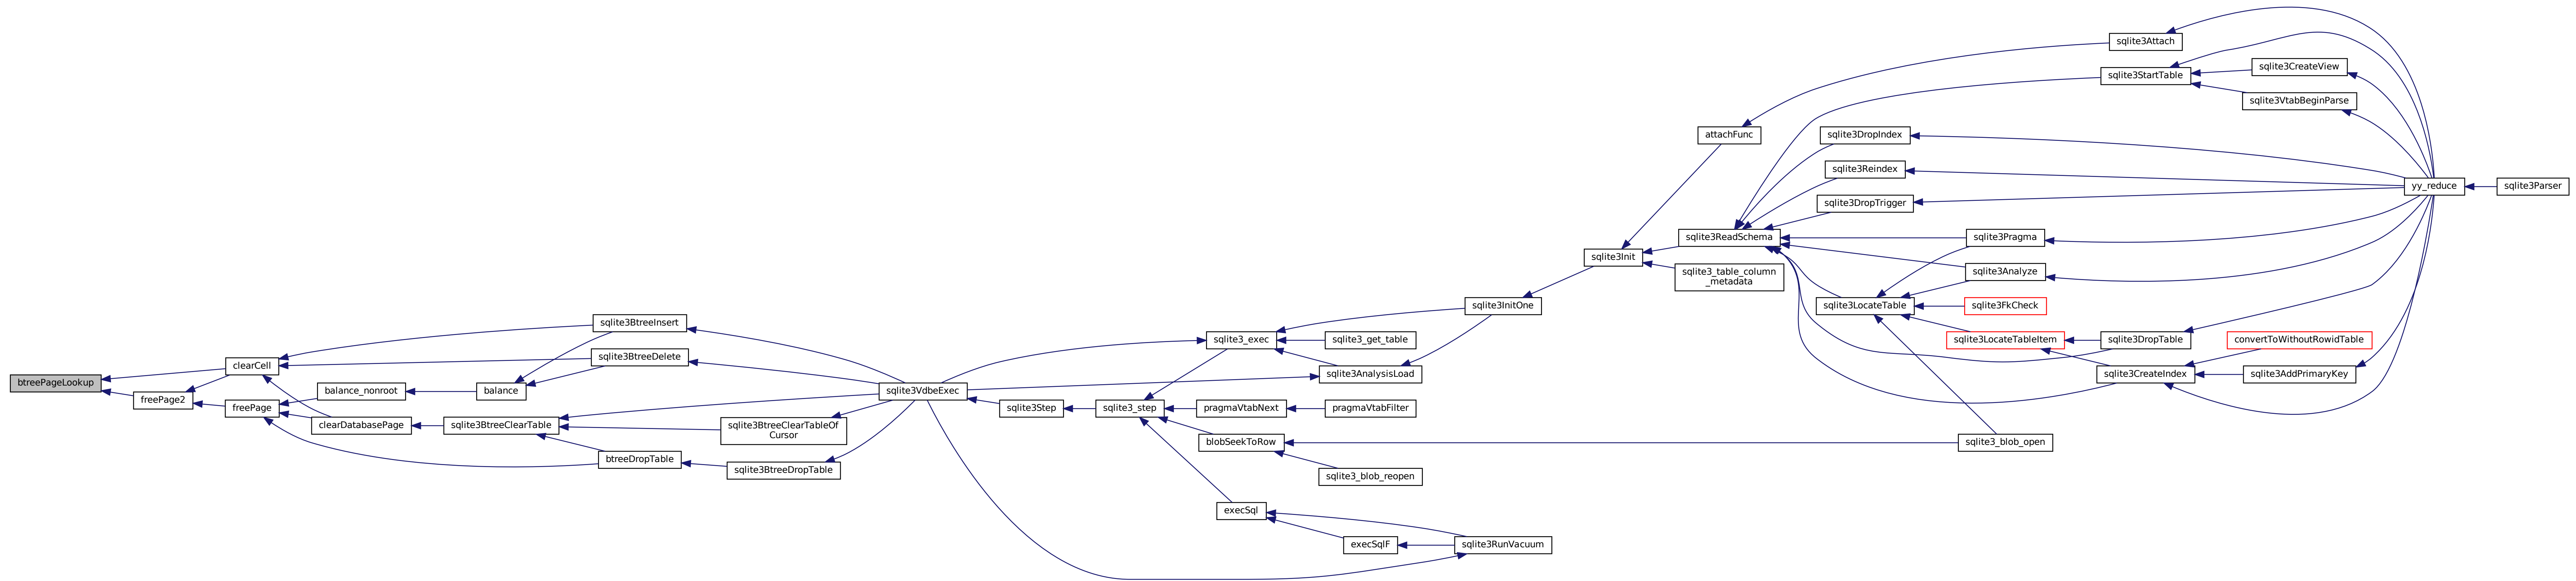 btreePageLookup
clearCell
freePage2
freePage
balance_nonroot
clearDatabasePage
balance
sqlite3BtreeClearTable
sqlite3BtreeInsert
sqlite3BtreeDelete
btreeDropTable
sqlite3BtreeClearTableOf
Cursor
sqlite3BtreeDropTable
sqlite3VdbeExec
sqlite3Step
sqlite3_step
sqlite3_exec
pragmaVtabNext
blobSeekToRow
execSql
sqlite3_get_table
sqlite3AnalysisLoad
pragmaVtabFilter
sqlite3_blob_reopen
execSqlF
sqlite3InitOne
sqlite3RunVacuum
sqlite3Init
attachFunc
sqlite3ReadSchema
sqlite3_table_column
_metadata
sqlite3DropIndex
sqlite3Reindex
sqlite3DropTrigger
sqlite3LocateTable
sqlite3Pragma
sqlite3Analyze
sqlite3FkCheck
sqlite3LocateTableItem
sqlite3_blob_open
sqlite3Attach
sqlite3StartTable
sqlite3DropTable
sqlite3CreateIndex
sqlite3CreateView
sqlite3VtabBeginParse
convertToWithoutRowidTable
sqlite3AddPrimaryKey
yy_reduce
sqlite3Parser